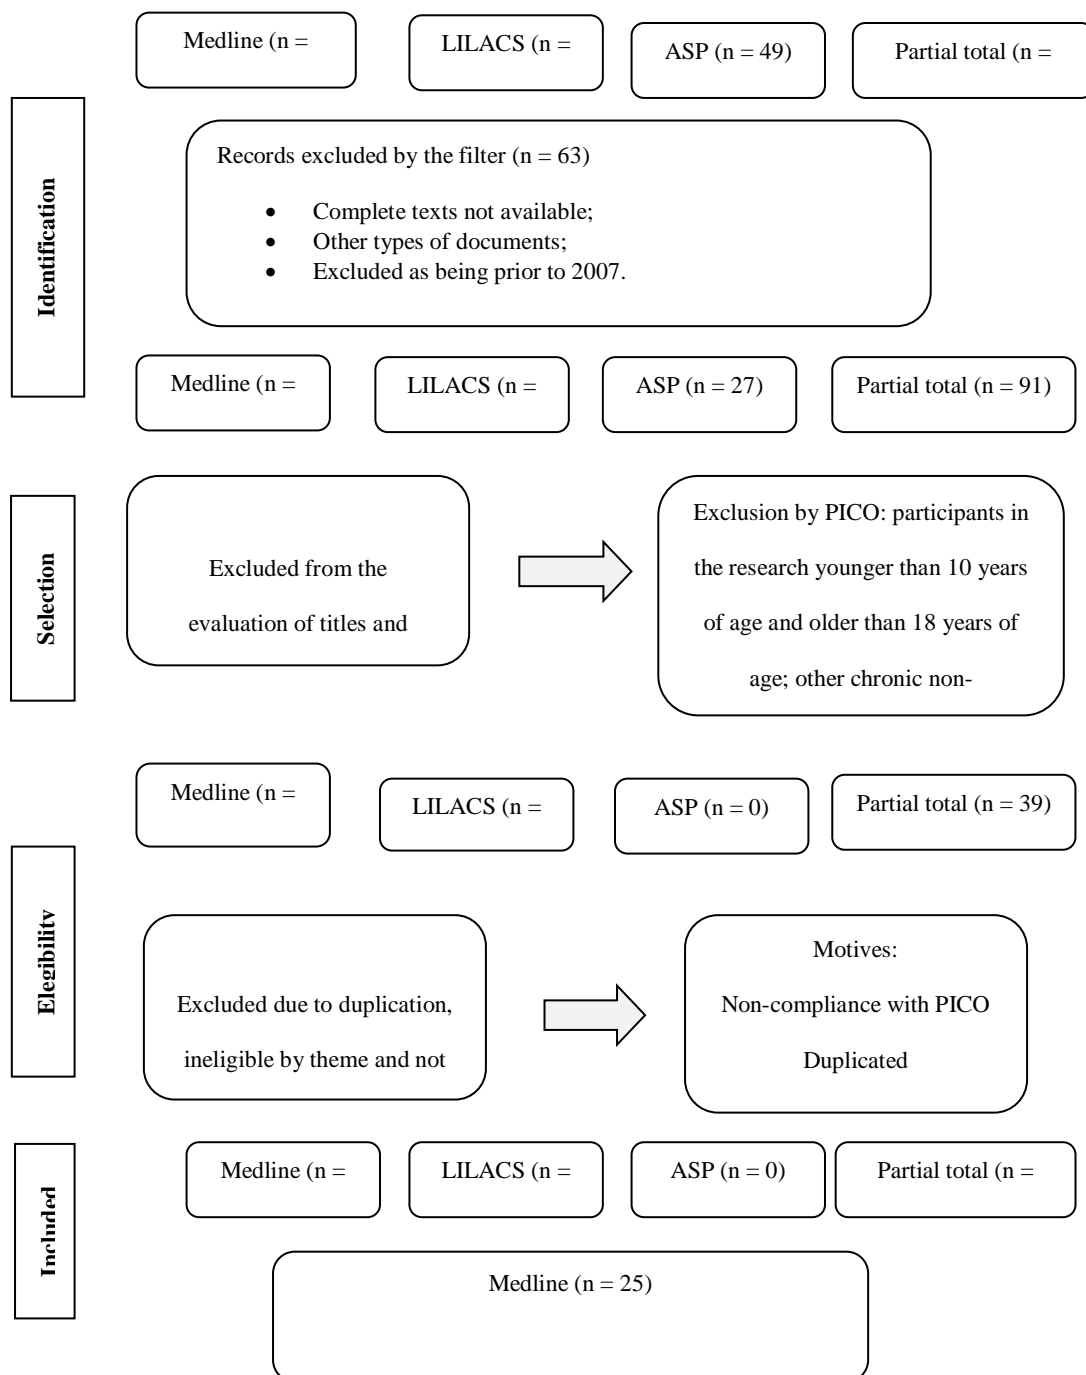 Medline (n =
LILACS (n =
ASP (n = 49)
Partial total (n =
Identification
Records excluded by the filter (n = 63)
• Complete texts not available;
• Other types of documents;
• Excluded as being prior to 2007.
Medline (n =
LILACS (n =
ASP (n = 27)
Partial total (n = 91)
Selection
Excluded from the
evaluation of titles and
Exclusion by PICO: participants in
the research younger than 10 years
of age and older than 18 years of
age; other chronic non-
Medline (n =
LILACS (n =
ASP (n = 0)
Partial total (n = 39)
Elegibility
Excluded due to duplication,
ineligible by theme and not
Motives:
Non-compliance with PICO
Duplicated
Included
Medline (n =
LILACS (n =
ASP (n = 0)
Partial total (n =
Medline (n = 25)